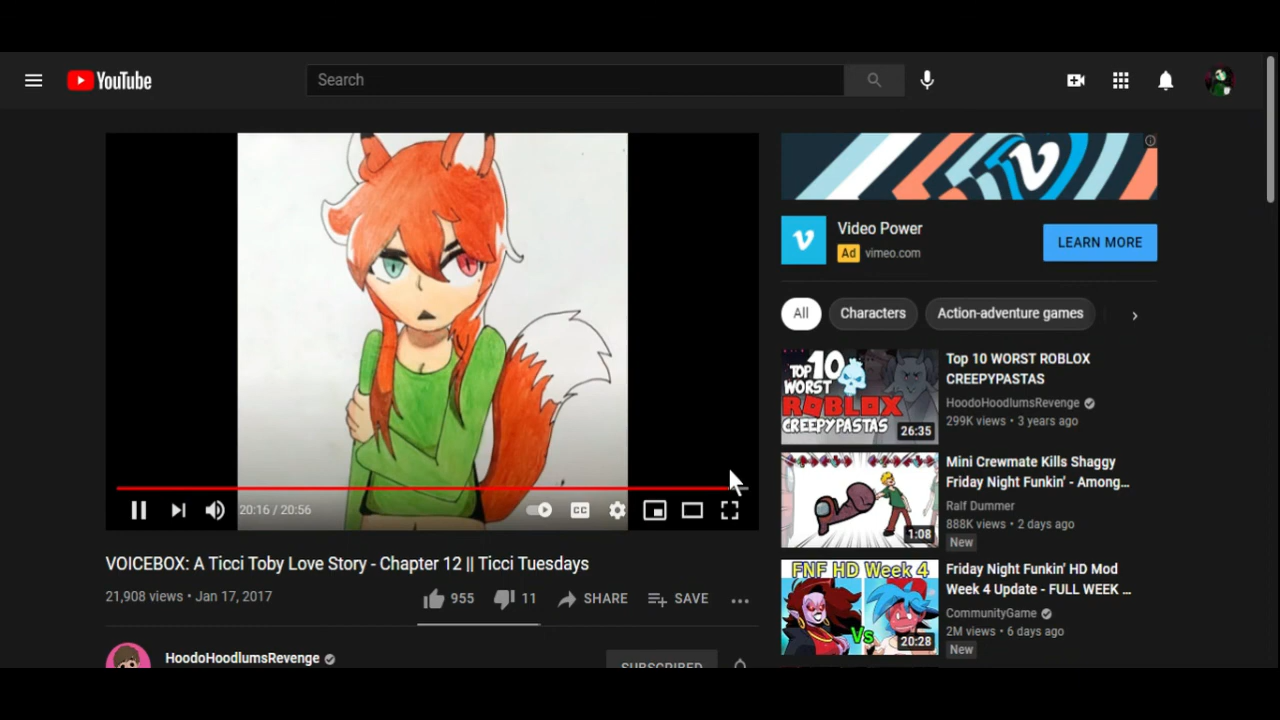 YouTube
Search
Video Power
Ad vimeo.com
LEARN MORE
All
Characters
Action-adventure games
TOP 10
WORST
ROBLOX
CREEPYPASTAS
26:35
Top 10 WORST ROBLOX
CREEPYPASTAS
HoodoHoodlumsRevenge
299K views • 3 years ago
1:08
Mini Crewmate Kills Shaggy
Friday Night Funkin' - Among...
Ralf Dummer
888K views • 2 days ago
New
20:16 / 20:56
CC
VOICEBOX: A Ticci Toby Love Story - Chapter 12 || Ticci Tuesdays
21,908 views • Jan 17, 2017
955
11
SHARE
SAVE
FNF HD Week 4
Vs
20:28
Friday Night Funkin' HD Mod
Week 4 Update - FULL WEEK ...
CommunityGame
2M views • 6 days ago
New
HoodoHoodlumsRevenge
SUBSCRIBED